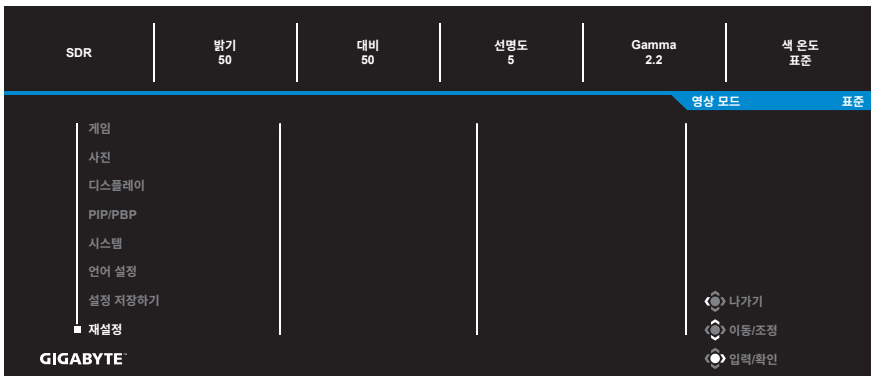 SDR
밝기
50
대비
50
선명도
5
Gamma
2.2
색 온도
표준
영상 모드 표준
게임
사진
디스플레이
PIP/PBP
시스템
언어 설정
설정 저장하기
재설정
나가기
이동/조정
입력/확인
GIGABYTE™